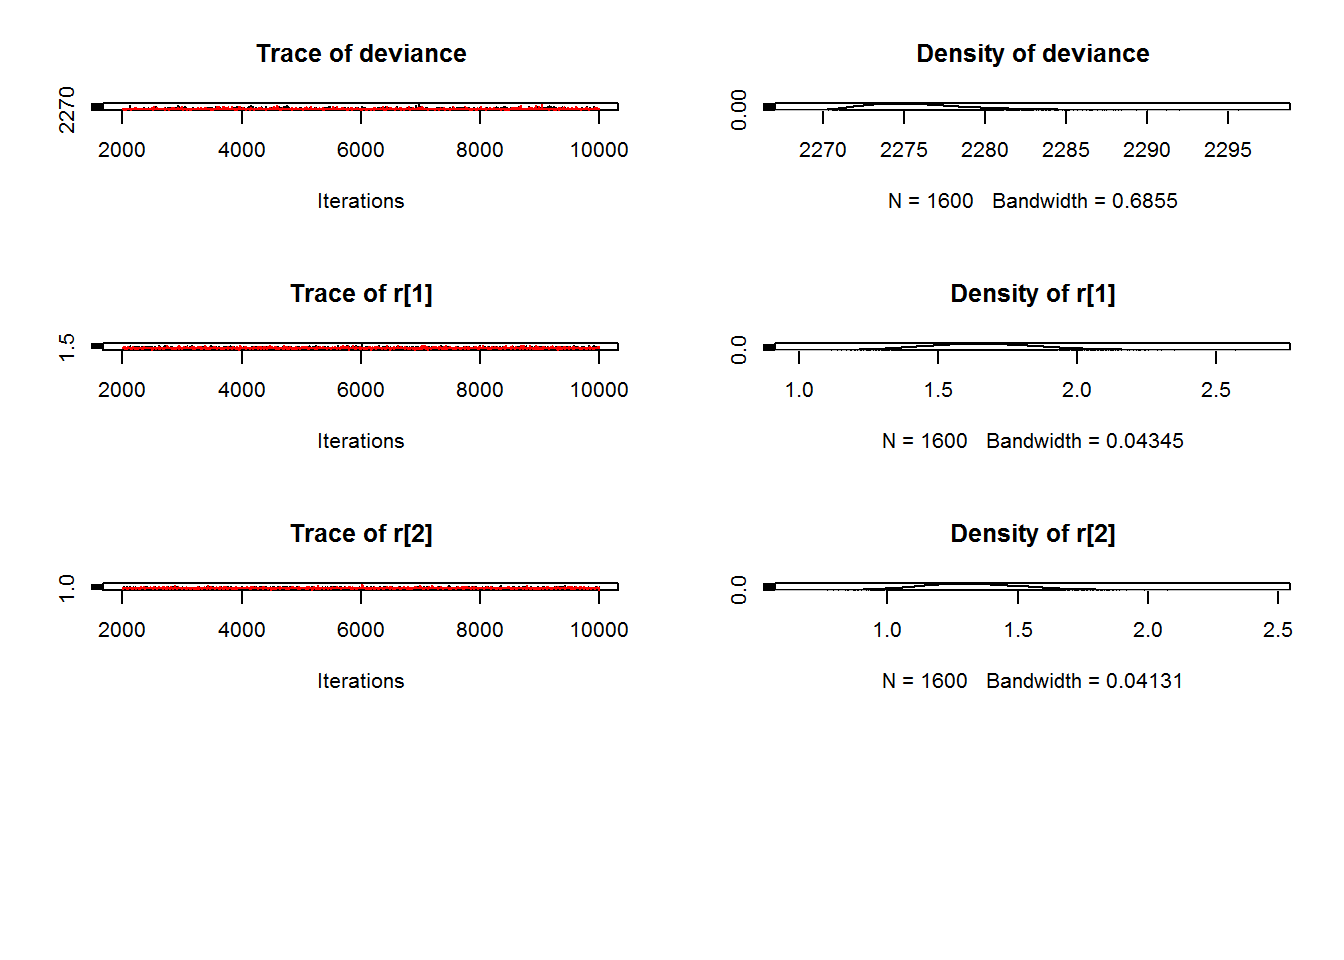 Trace of deviance
2270
2000 4000 6000 8000 10000
Iterations
Density of deviance
0.00
2270 2275 2280 2285 2290 2295
N = 1600 Bandwidth = 0.6855
Trace of r[1]
1.5
2000 4000 6000 8000 10000
Iterations
Density of r[1]
0.0
1.0 1.5 2.0 2.5
N = 1600 Bandwidth = 0.04345
Trace of r[2]
1.0
2000 4000 6000 8000 10000
Iterations
Density of r[2]
0.0
1.0 1.5 2.0 2.5
N = 1600 Bandwidth = 0.04131